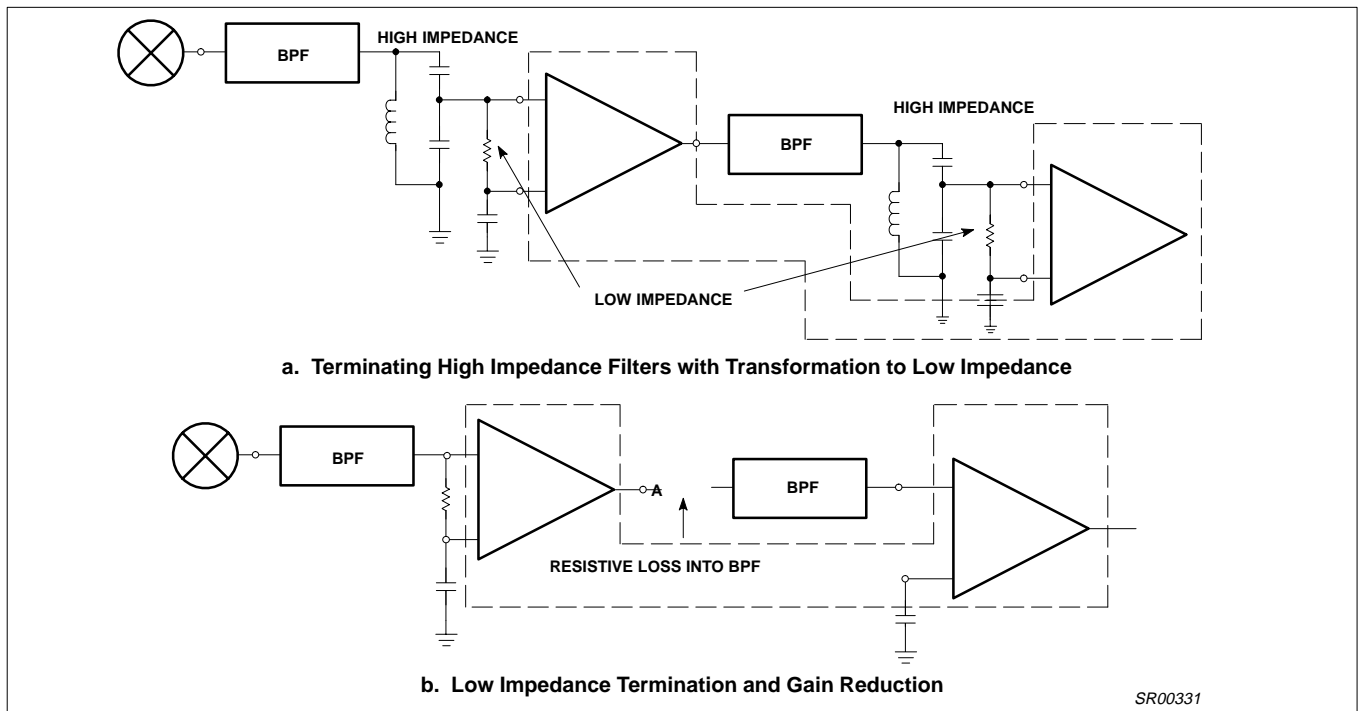 HIGH IMPEDANCE
BPF
HIGH IMPEDANCE
BPF
LOW IMPEDANCE
a. Terminating High Impedance Filters with Transformation to Low Impedance
BPF
A
BPF
RESISTIVE LOSS INTO BPF
b. Low Impedance Termination and Gain Reduction
SR00331